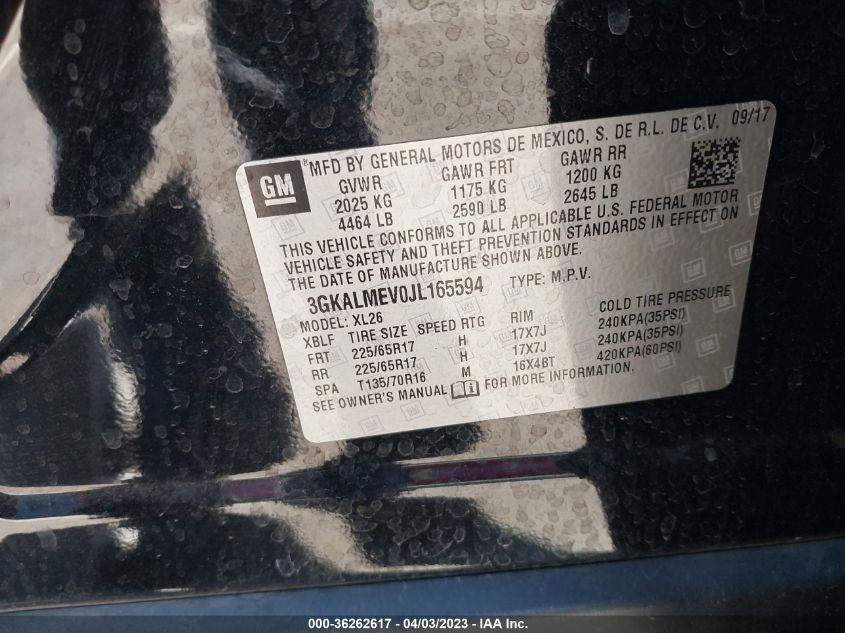 GM
® MFD BY GENERAL MOTORS DE MEXICO, S. DE R.L. DE C.V. 09/17
GVWR GAWR FRT GAWR RR
2025 KG 1175 KG 1200 KG
4464 LB 2590 LB 2645 LB
THIS VEHICLE CONFORMS TO ALL APPLICABLE U.S. FEDERAL MOTOR
VEHICLE SAFETY AND THEFT PREVENTION STANDARDS IN EFFECT ON
THE DATE OF MANUFACTURE SHOWN ABOVE.
3GKALMEV0JL165594 TYPE: M.P.V.
MODEL: XL26
XBLF TIRE SIZE SPEED RTG RIM COLD TIRE PRESSURE
FRT 225/65R17 H 17X7J 240KPA(35PSI)
RR 225/65R17 H 17X7J 240KPA(35PSI)
SPA T135/70R16 M 16X4BT 420KPA(60PSI)
SEE OWNER'S MANUAL FOR MORE INFORMATION.
000-36262617 - 04/03/2023 - IAA Inc.